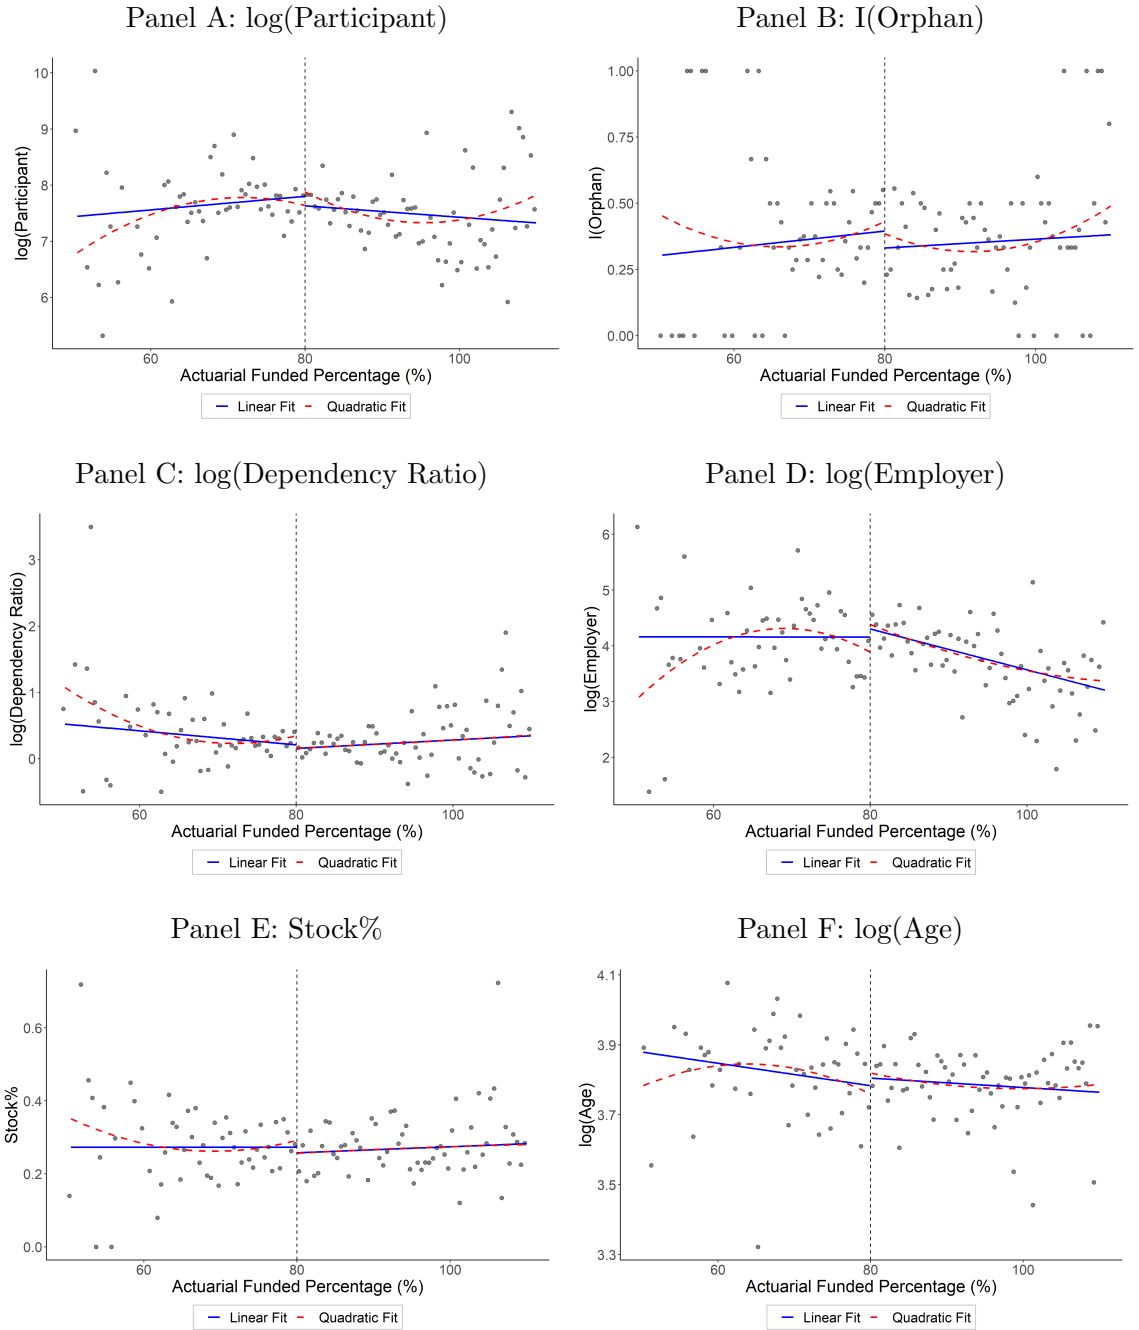 Panel A: log(Participant)
Panel B: I(Orphan)
log(Participant)
10
9
8
7
6
60
80
100
Actuarial Funded Percentage (%)
Linear Fit
Quadratic Fit
I(Orphan)
1.00
0.75
0.50
0.25
0.00
60
80
100
Actuarial Funded Percentage (%)
Linear Fit
Quadratic Fit
Panel C: log(Dependency Ratio)
Panel D: log(Employer)
log(Dependency Ratio)
3
2
1
0
60
80
100
Actuarial Funded Percentage (%)
Linear Fit
Quadratic Fit
log(Employer)
6
5
4
3
2
60
80
100
Actuarial Funded Percentage (%)
Linear Fit
Quadratic Fit
Panel E: Stock%
Panel F: log(Age)
Stock%
0.6
0.4
0.2
0.0
60
80
100
Actuarial Funded Percentage (%)
Linear Fit
Quadratic Fit
log(Age)
4.1
3.9
3.7
3.5
3.3
60
80
100
Actuarial Funded Percentage (%)
Linear Fit
Quadratic Fit